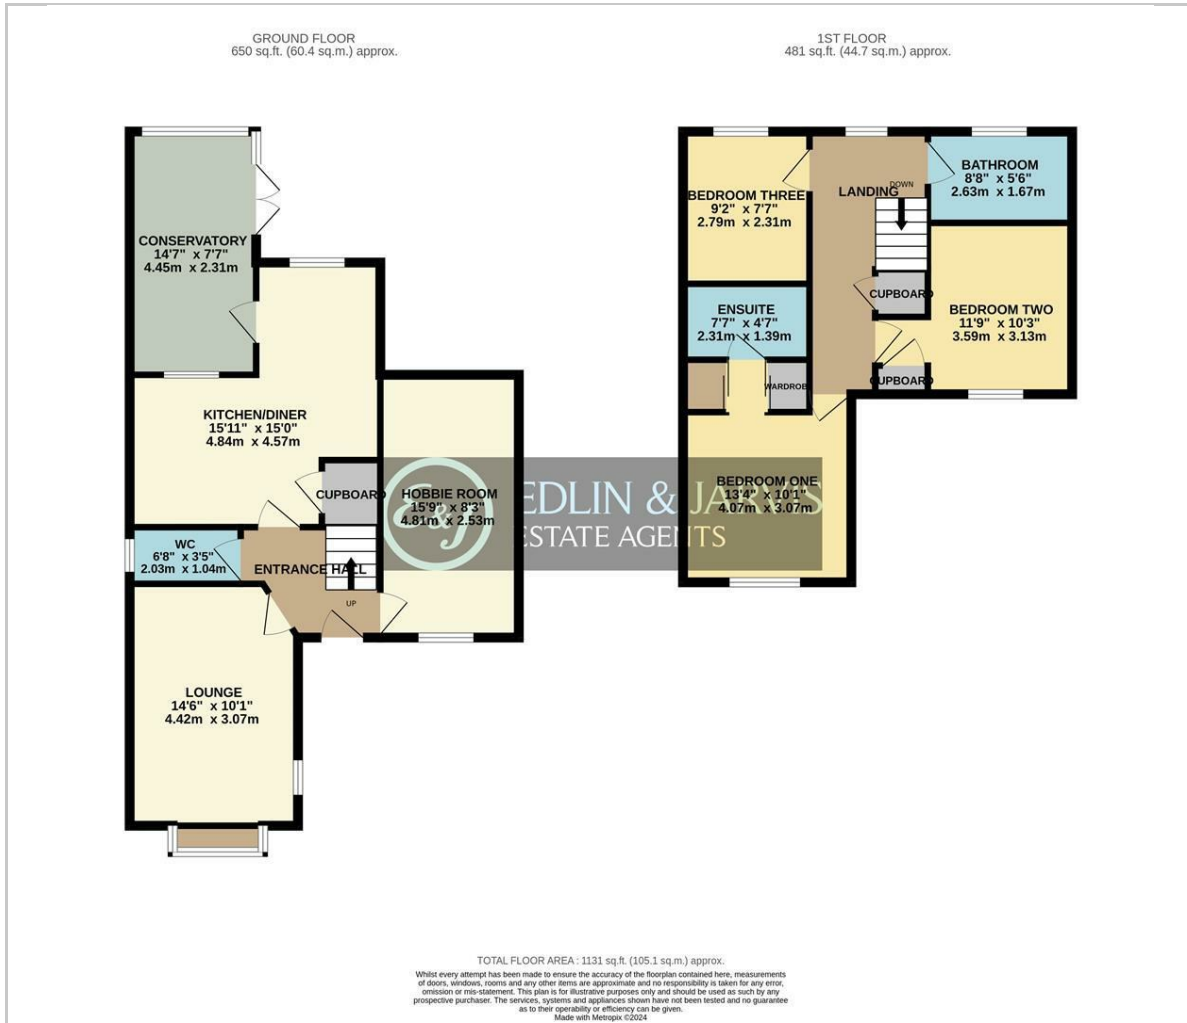 GROUND FLOOR
650 sq.ft. (60.4 sq.m.) approx.
1ST FLOOR
481 sq.ft. (44.7 sq.m.) approx.
CONSERVATORY
14'7" x 7'7"
4.45m x 2.31m
KITCHEN/DINER
15'11" x 15'0"
4.84m x 4.57m
CUPBOARD
HOBBIE ROOM
15'9" x 8'3"
4.81m x 2.53m
WC
6'8" x 3'5"
2.03m x 1.04m
ENTRANCE HALL
UP
LOUNGE
14'6" x 10'1"
4.42m x 3.07m
BEDROOM THREE
9'2" x 7'7"
2.79m x 2.31m
LANDING
DOWN
BATHROOM
8'8" x 5'6"
2.63m x 1.67m
ENSUITE
7'7" x 4'7"
2.31m x 1.39m
CUPBOARD
BEDROOM TWO
11'9" x 10'3"
3.59m x 3.13m
WARDROBE
CUPBOARD
BEDROOM ONE
13'4" x 10'1"
4.07m x 3.07m
E&J
EDLIN & JARVIS
ESTATE AGENTS
TOTAL FLOOR AREA : 1131 sq.ft. (105.1 sq.m.) approx.
Whilst every attempt has been made to ensure the accuracy of the floorplan contained here, measurements
of doors, windows, rooms and any other items are approximate and no responsibility is taken for any error,
omission or mis-statement. This plan is for illustrative purposes only and should be used as such by any
prospective purchaser. The services, systems and appliances shown have not been tested and no guarantee
as to their operability or efficiency can be given.
Made with Metropix ©2024